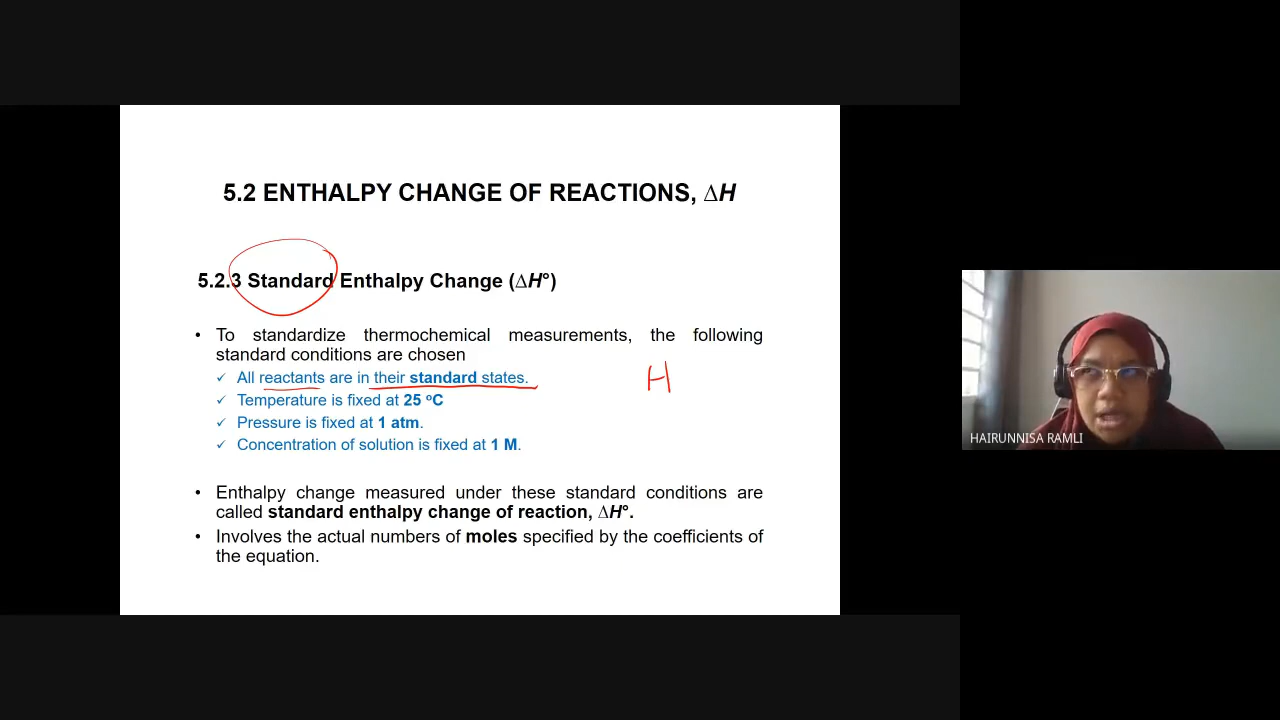 5.2 ENTHALPY CHANGE OF REACTIONS, ∆H
5.2.3 Standard Enthalpy Change (∆H°)
• To standardize thermochemical measurements, the following
standard conditions are chosen
✓ All reactants are in their standard states.
H
✓ Temperature is fixed at 25 °C
✓ Pressure is fixed at 1 atm.
✓ Concentration of solution is fixed at 1 M.
• Enthalpy change measured under these standard conditions are
called standard enthalpy change of reaction, ∆H°.
• Involves the actual numbers of moles specified by the coefficients of
the equation.
HAIRUNNISA RAMLI